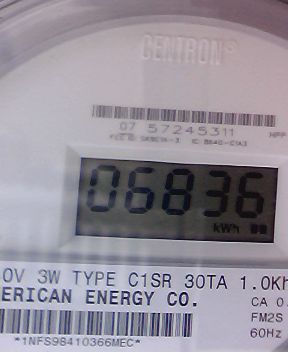 CENTRON®
07 57245311
06836
kWh
0V 3W TYPE C1SR 30TA 1.0Kh
ERICAN ENERGY CO.
CA 0.
FM2S
60Hz
*1NFS98410366MEC*